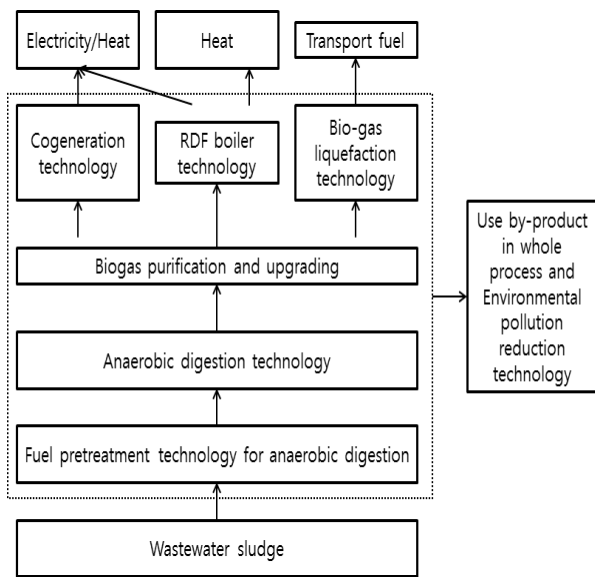 Electricity/Heat
Heat
Transport fuel
Cogeneration
technology
RDF boiler
technology
Bio-gas
liquefaction
technology
Biogas purification and upgrading
Anaerobic digestion technology
Fuel pretreatment technology for anaerobic digestion
Wastewater sludge
Use by-product
in whole
process and
Environmental
pollution
reduction
technology